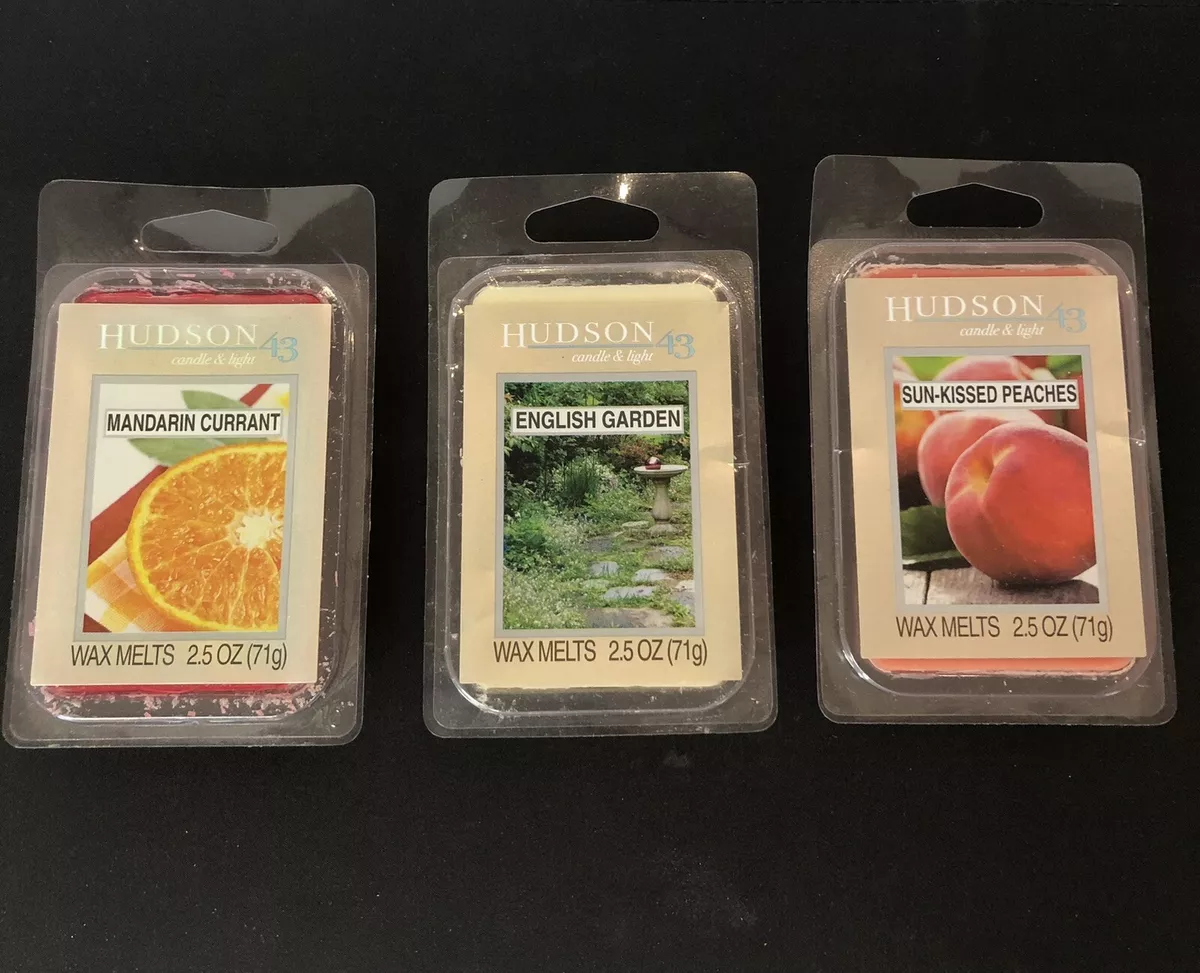 HUDSON 43
candle & light
MANDARIN CURRANT
WAX MELTS 2.5 OZ (71g)
HUDSON 43
candle & light
ENGLISH GARDEN
WAX MELTS 2.5 OZ (71g)
HUDSON 43
candle & light
SUN-KISSED PEACHES
WAX MELTS 2.5 OZ (71g)